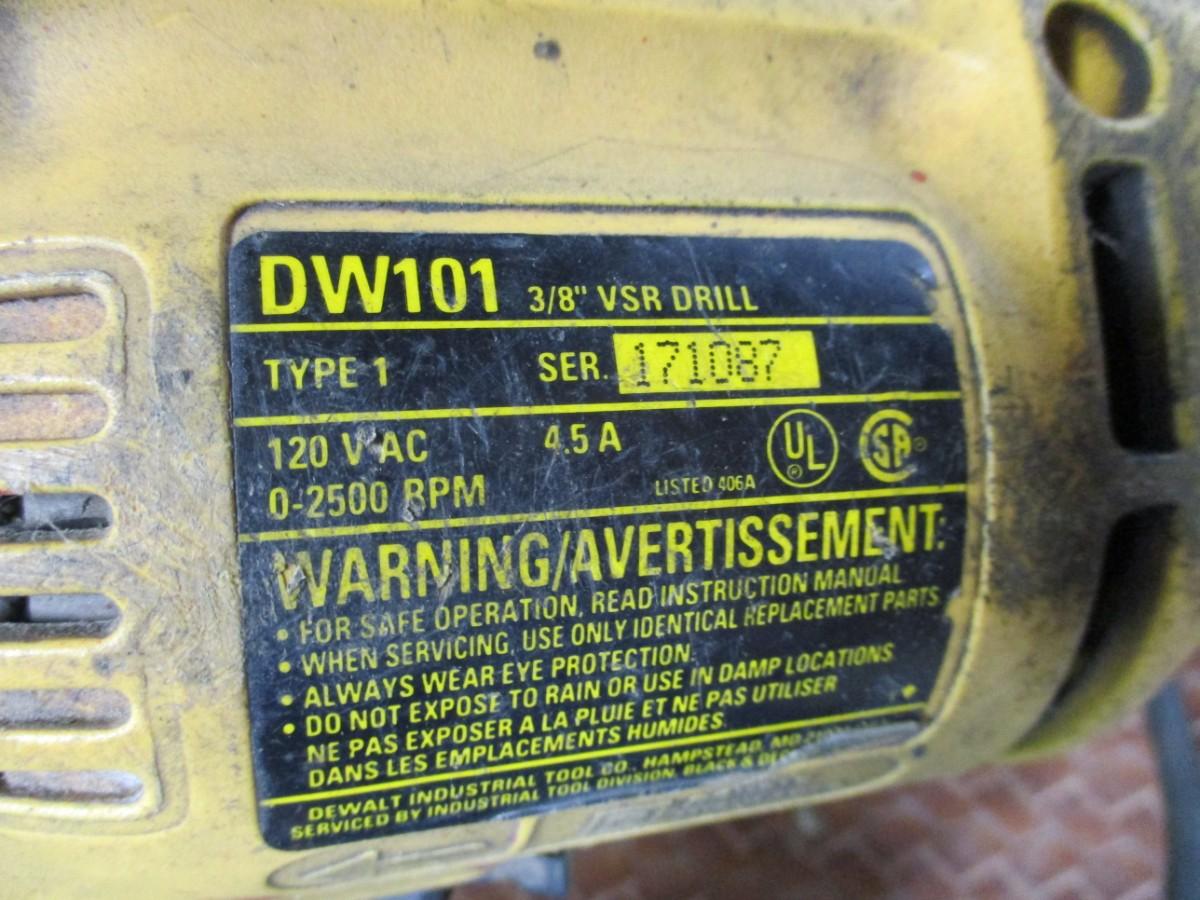 DW101 3/8" VSR DRILL
TYPE 1 SER. 171087
120 V AC 4.5 A
0-2500 RPM LISTED 406A UL ® CSA
WARNING/AVERTISSEMENT:
• FOR SAFE OPERATION, READ INSTRUCTION MANUAL
• WHEN SERVICING, USE ONLY IDENTICAL REPLACEMENT PARTS
• ALWAYS WEAR EYE PROTECTION.
• DO NOT EXPOSE TO RAIN OR USE IN DAMP LOCATIONS
NE PAS EXPOSER A LA PLUIE ET NE PAS UTILISER
DANS LES EMPLACEMENTS HUMIDES.
DEWALT INDUSTRIAL TOOL CO., HAMPSTEAD, MD
SERVICED BY INDUSTRIAL TOOL DIVISION, BLACK &